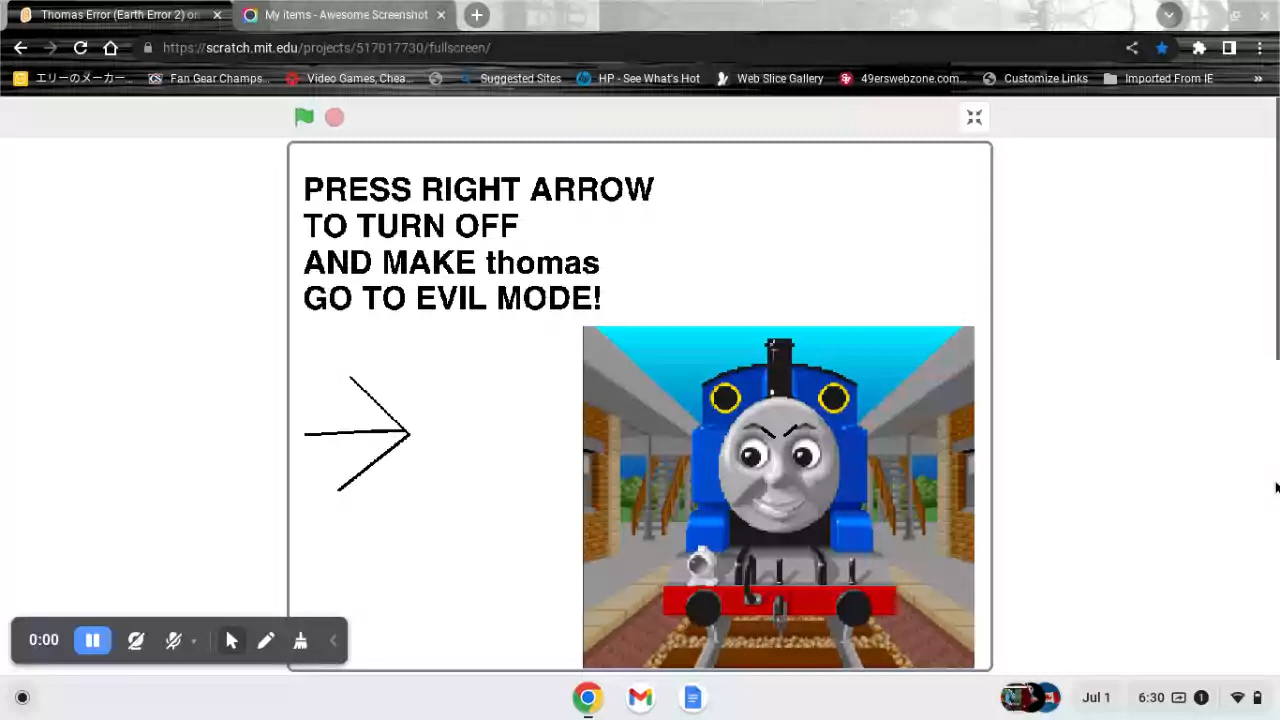 Thomas Error (Earth Error 2) on
My items - Awesome Screenshot
https://scratch.mit.edu/projects/517017730/fullscreen/
エリーのメーカー...
Fan Gear Champs...
Video Games, Chea...
Suggested Sites
HP - See What's Hot
Web Slice Gallery
49erswebzone.com...
Customize Links
Imported From IE
»
PRESS RIGHT ARROW
TO TURN OFF
AND MAKE thomas
GO TO EVIL MODE!
0:00
Jul 1
6:30